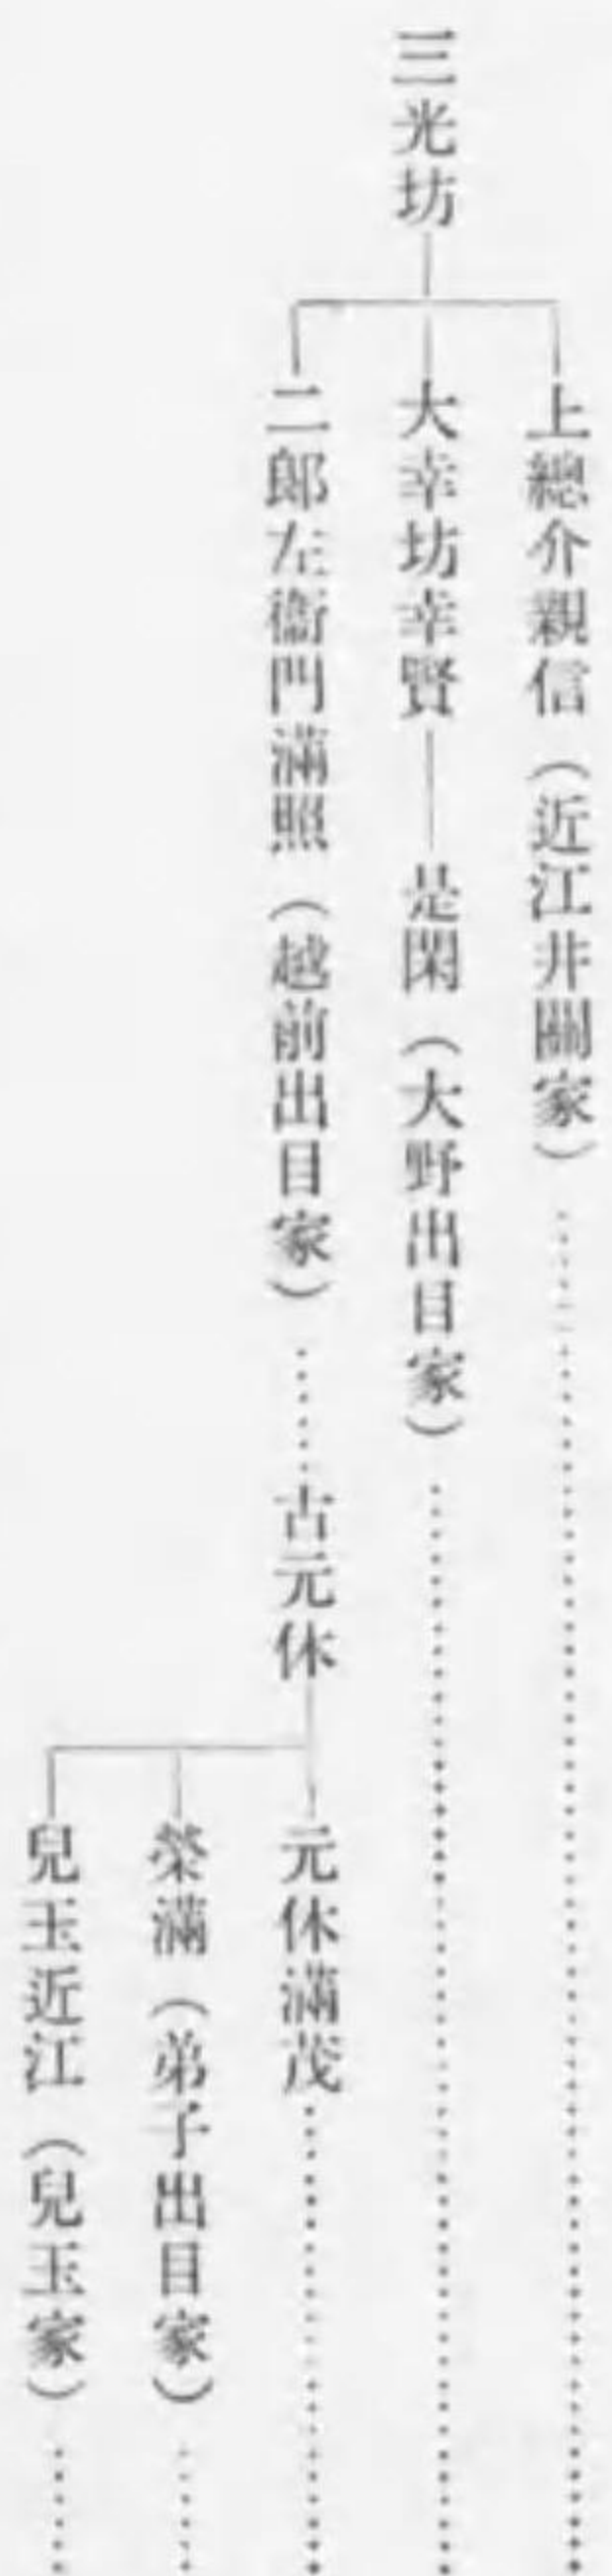 三光坊
上總介親信（近江井關家）
大幸坊幸賢
是閑（大野出目家）
二郎左衞門滿照（越前出目家）
古元休
元休滿茂
榮滿（弟子出目家）
兒玉近江（兒玉家）